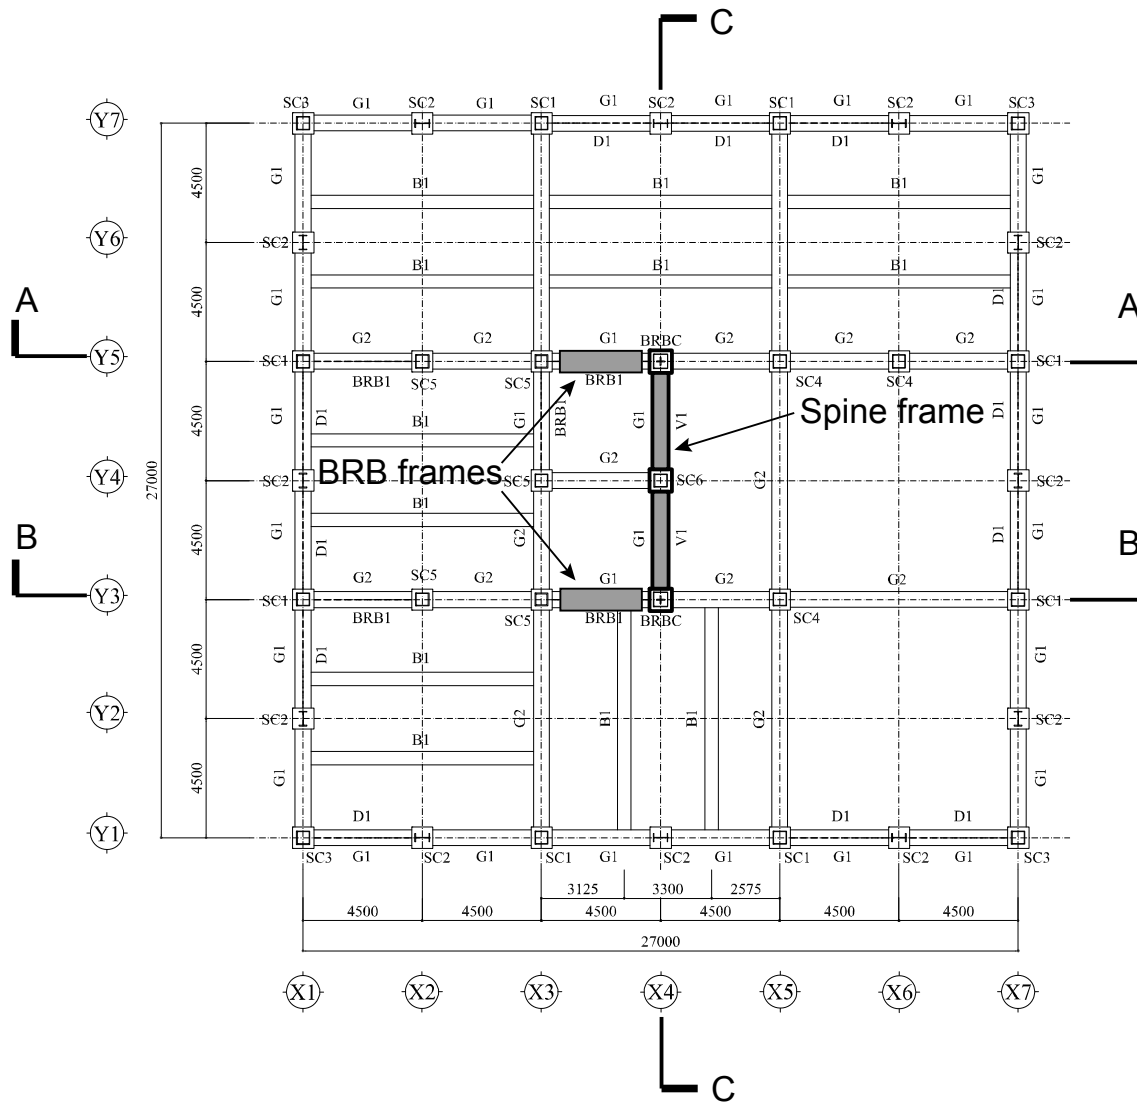 C
SC3 G1 SC2 G1 SC1 G1 SC2 G1 SC1 G1 SC2 G1 SC3
Y7
D1 D1 D1
G1 G1
4500
B1 B1 B1
Y6
SC2 SC2
B1 B1 B1
G1 D1 G1
4500
A A
G2 G2 G1 BRBC G2 G2 G2
Y5
SC1 SC1
BRB1 SC5 SC5 BRB1 SC4 SC4
G1 D1 B1 G1 BRB1 G1 V1 D1 G1
4500
Spine frame
BRB frames
G2
Y4
SC2 SC5 SC6 G2 SC2
27000
B1
G1 D1 G2 G1 V1 D1 G1
4500
B B
G2 SC5 G2 G1 G2 G2
Y3
SC1 SC1
BRB1 SC5 BRB1 BRBC SC4
G1 D1 B1 G1
4500
Y2
SC2 G2 B1 B1 G2 SC2
B1
G1 G1
4500
D1 D1 D1
Y1
SC3 G1 SC2 G1 SC1 G1 SC2 G1 SC1 G1 SC2 G1 SC3
3125 3300 2575
4500 4500 4500 4500 4500 4500
27000
X1 X2 X3 X4 X5 X6 X7
C